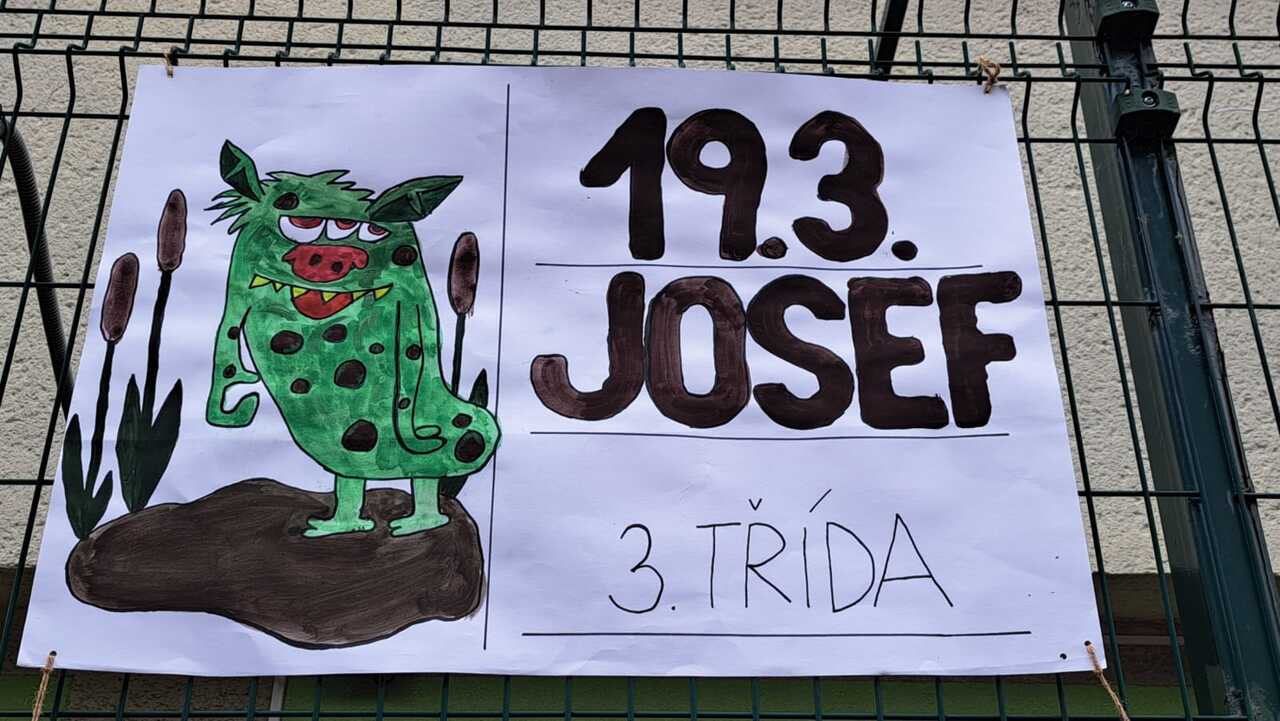 19.3.
JOSEF
3. TŘÍDA